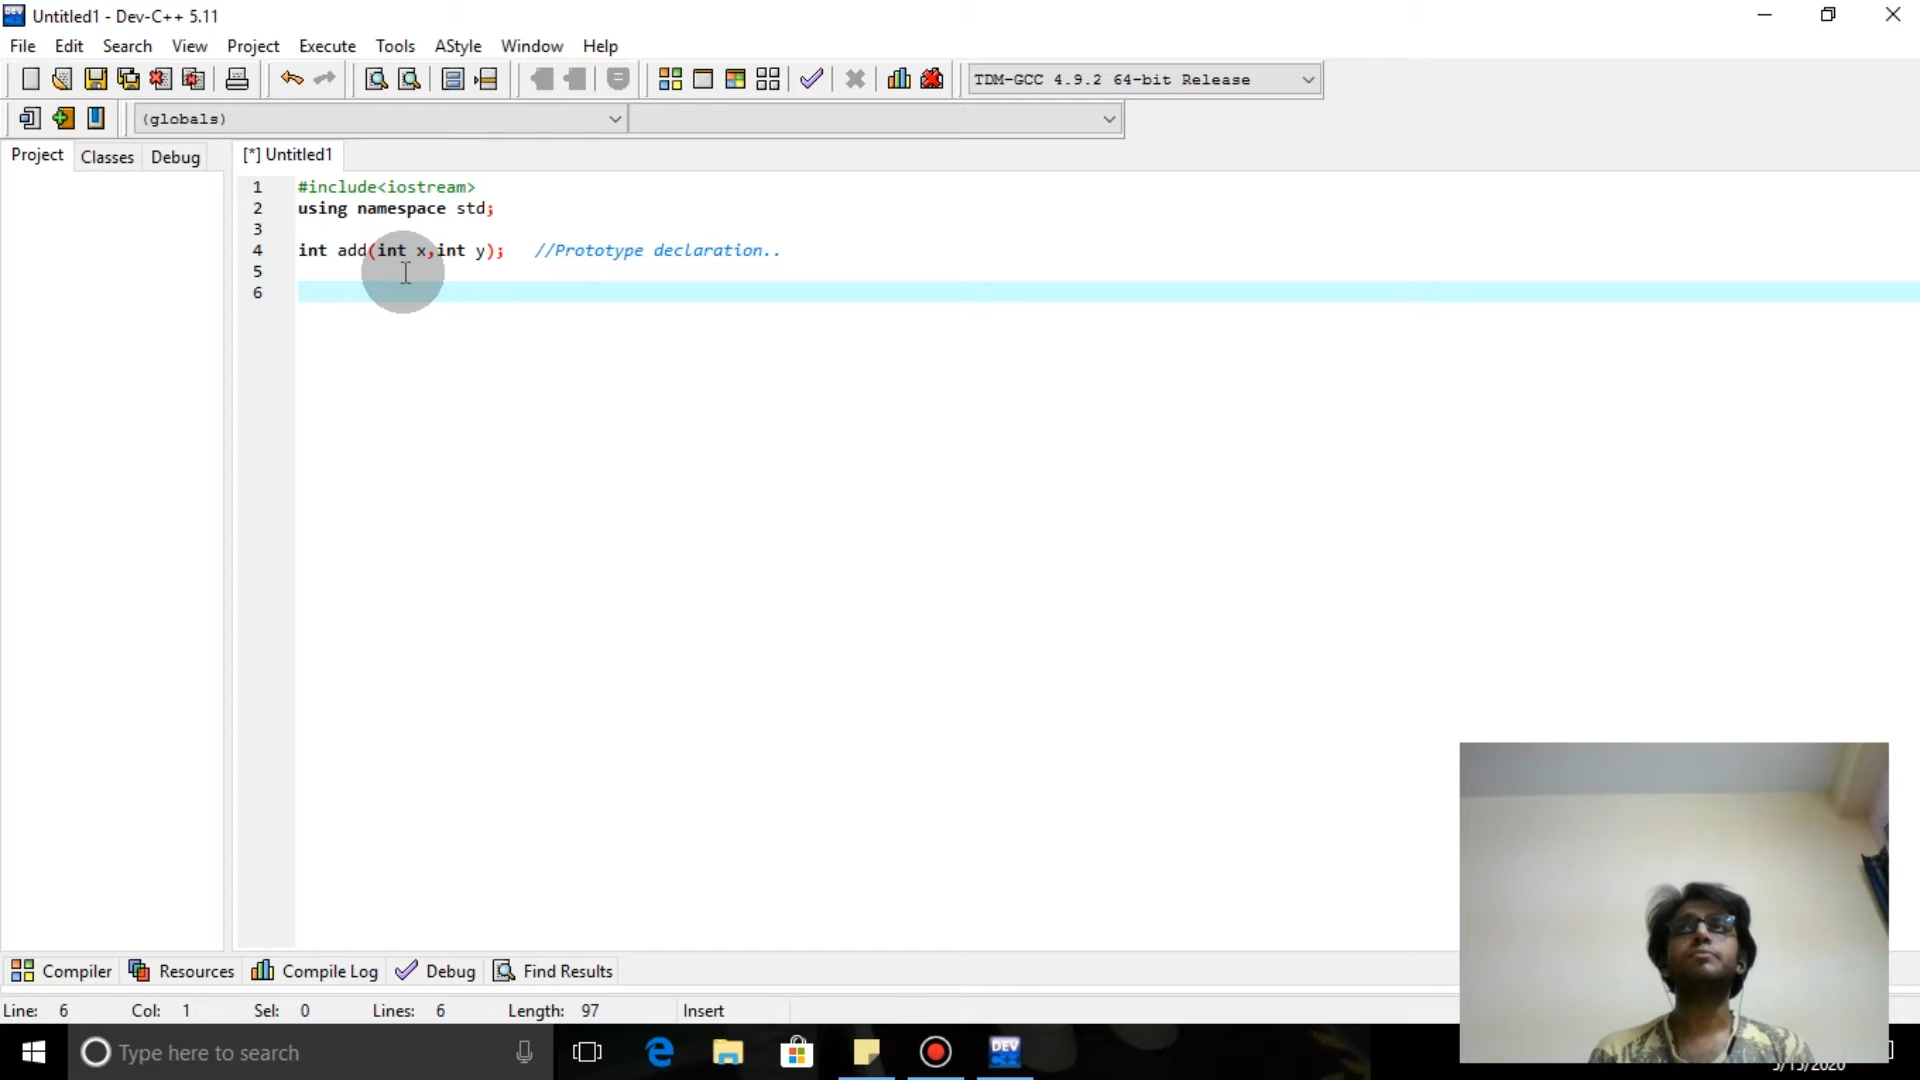 Untitled1 - Dev-C++ 5.11
File Edit Search View Project Execute Tools AStyle Window Help
TDM-GCC 4.9.2 64-bit Release
(globals)
Project Classes Debug
[*] Untitled1
1 #include<iostream>
2 using namespace std;
3
4 int add(int x,int y); //Prototype declaration..
5
6
Compiler Resources Compile Log Debug Find Results
Line: 6 Col: 1 Sel: 0 Lines: 6 Length: 97 Insert
Type here to search
DEV